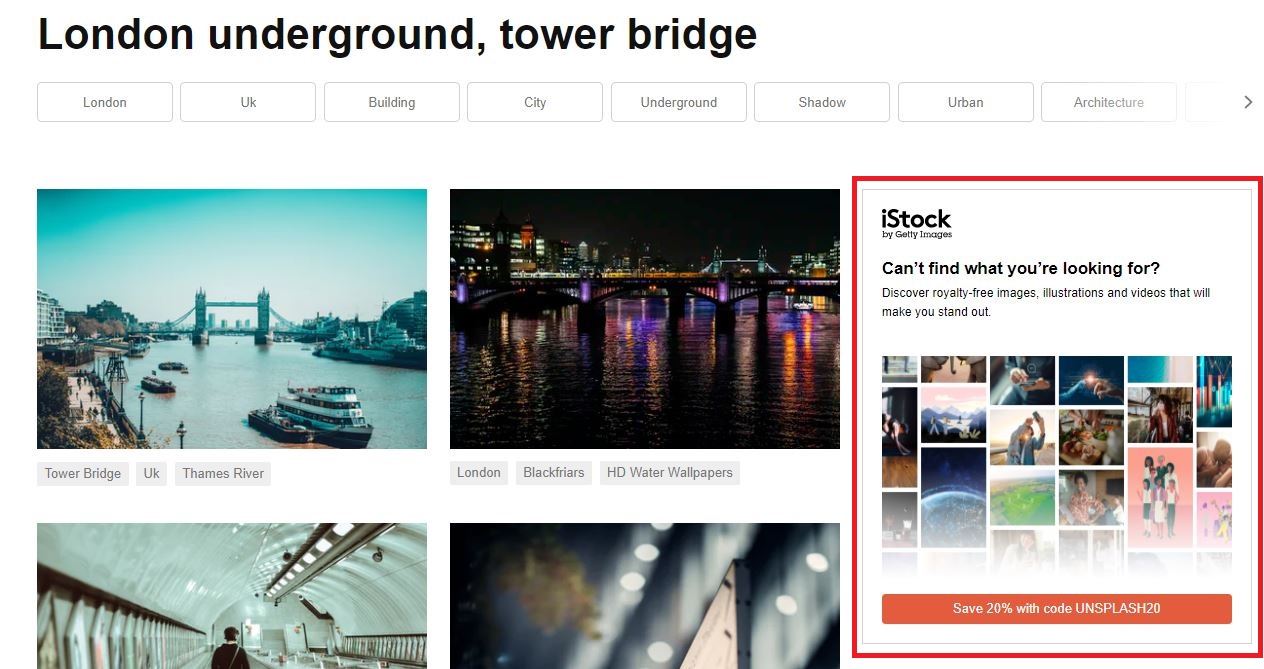 London underground, tower bridge
London
Uk
Building
City
Underground
Shadow
Urban
Architecture
Tower Bridge
Uk
Thames River
London
Blackfriars
HD Water Wallpapers
iStock
by Getty Images
Can’t find what you’re looking for?
Discover royalty-free images, illustrations and videos that will
make you stand out.
Save 20% with code UNSPLASH20